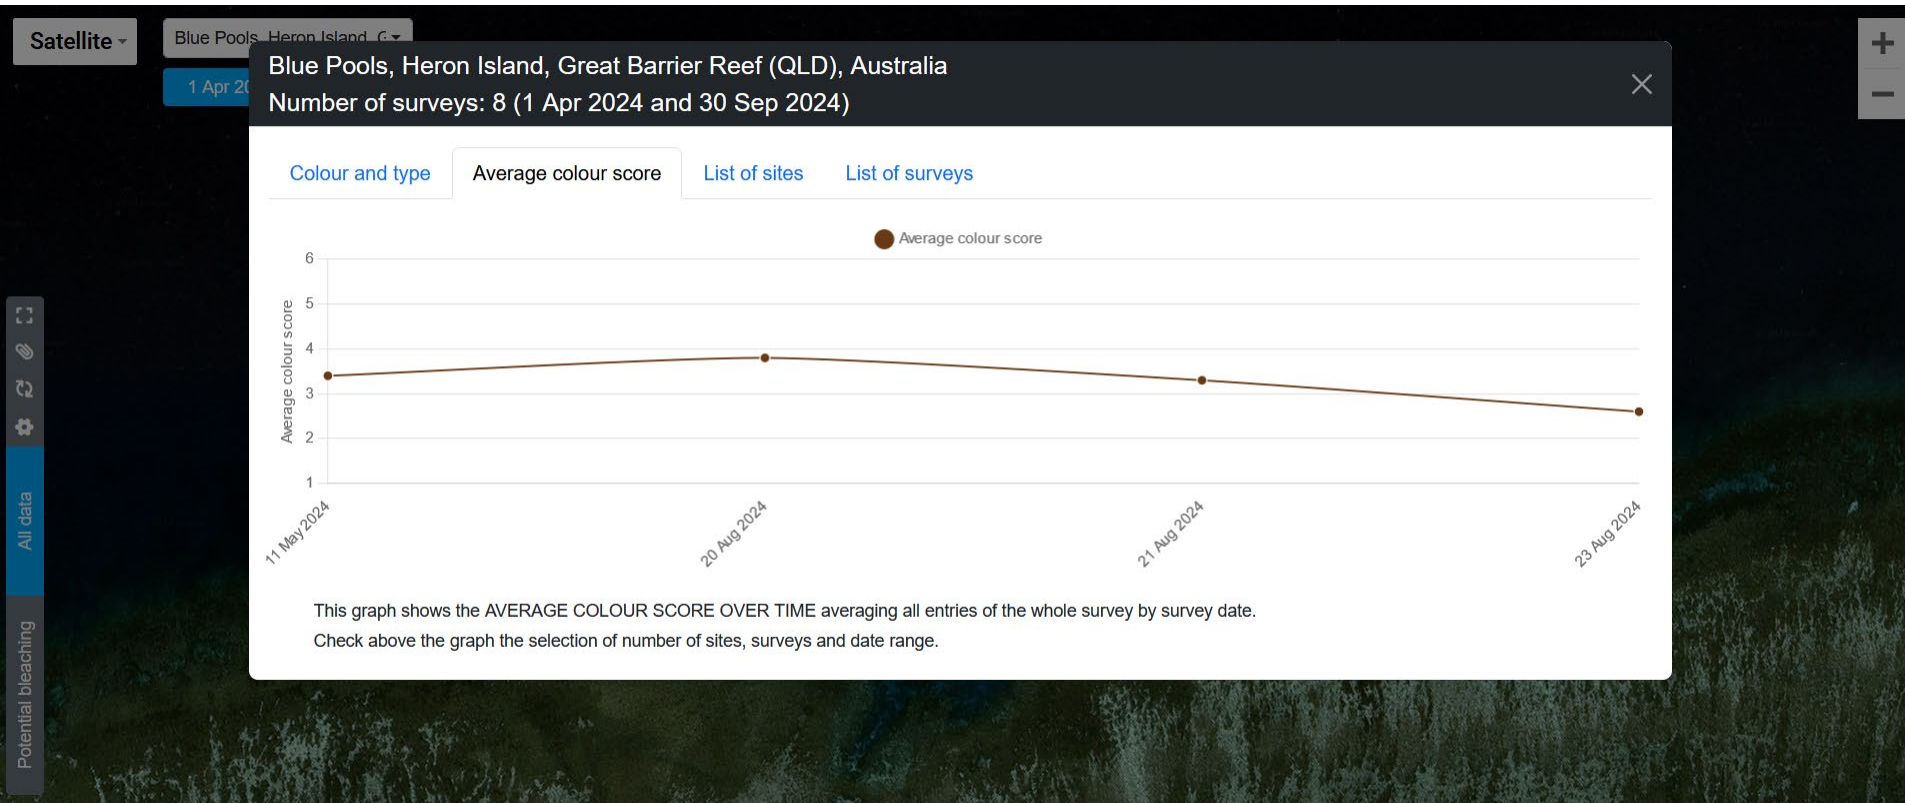 Satellite
Blue Pools, Heron Island, G
1 Apr 20
Blue Pools, Heron Island, Great Barrier Reef (QLD), Australia
Number of surveys: 8 (1 Apr 2024 and 30 Sep 2024)
Colour and type
Average colour score
List of sites
List of surveys
Average colour score
Average colour score
6
5
4
3
2
1
11 May 2024
20 Aug 2024
21 Aug 2024
23 Aug 2024
This graph shows the AVERAGE COLOUR SCORE OVER TIME averaging all entries of the whole survey by survey date.
Check above the graph the selection of number of sites, surveys and date range.
All data
Potential bleaching